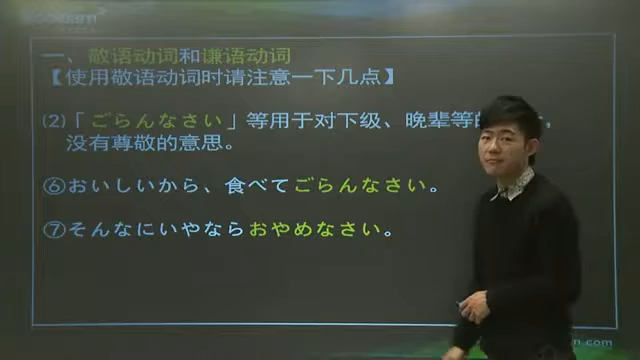 一、敬语动词和谦语动词
【使用敬语动词时请注意一下几点】
(2)「ごらんなさい」等用于对下级、晚辈等
没有尊敬的意思。
⑥おいしいから、食べてごらんなさい。
⑦そんなにいやならおやめなさい。